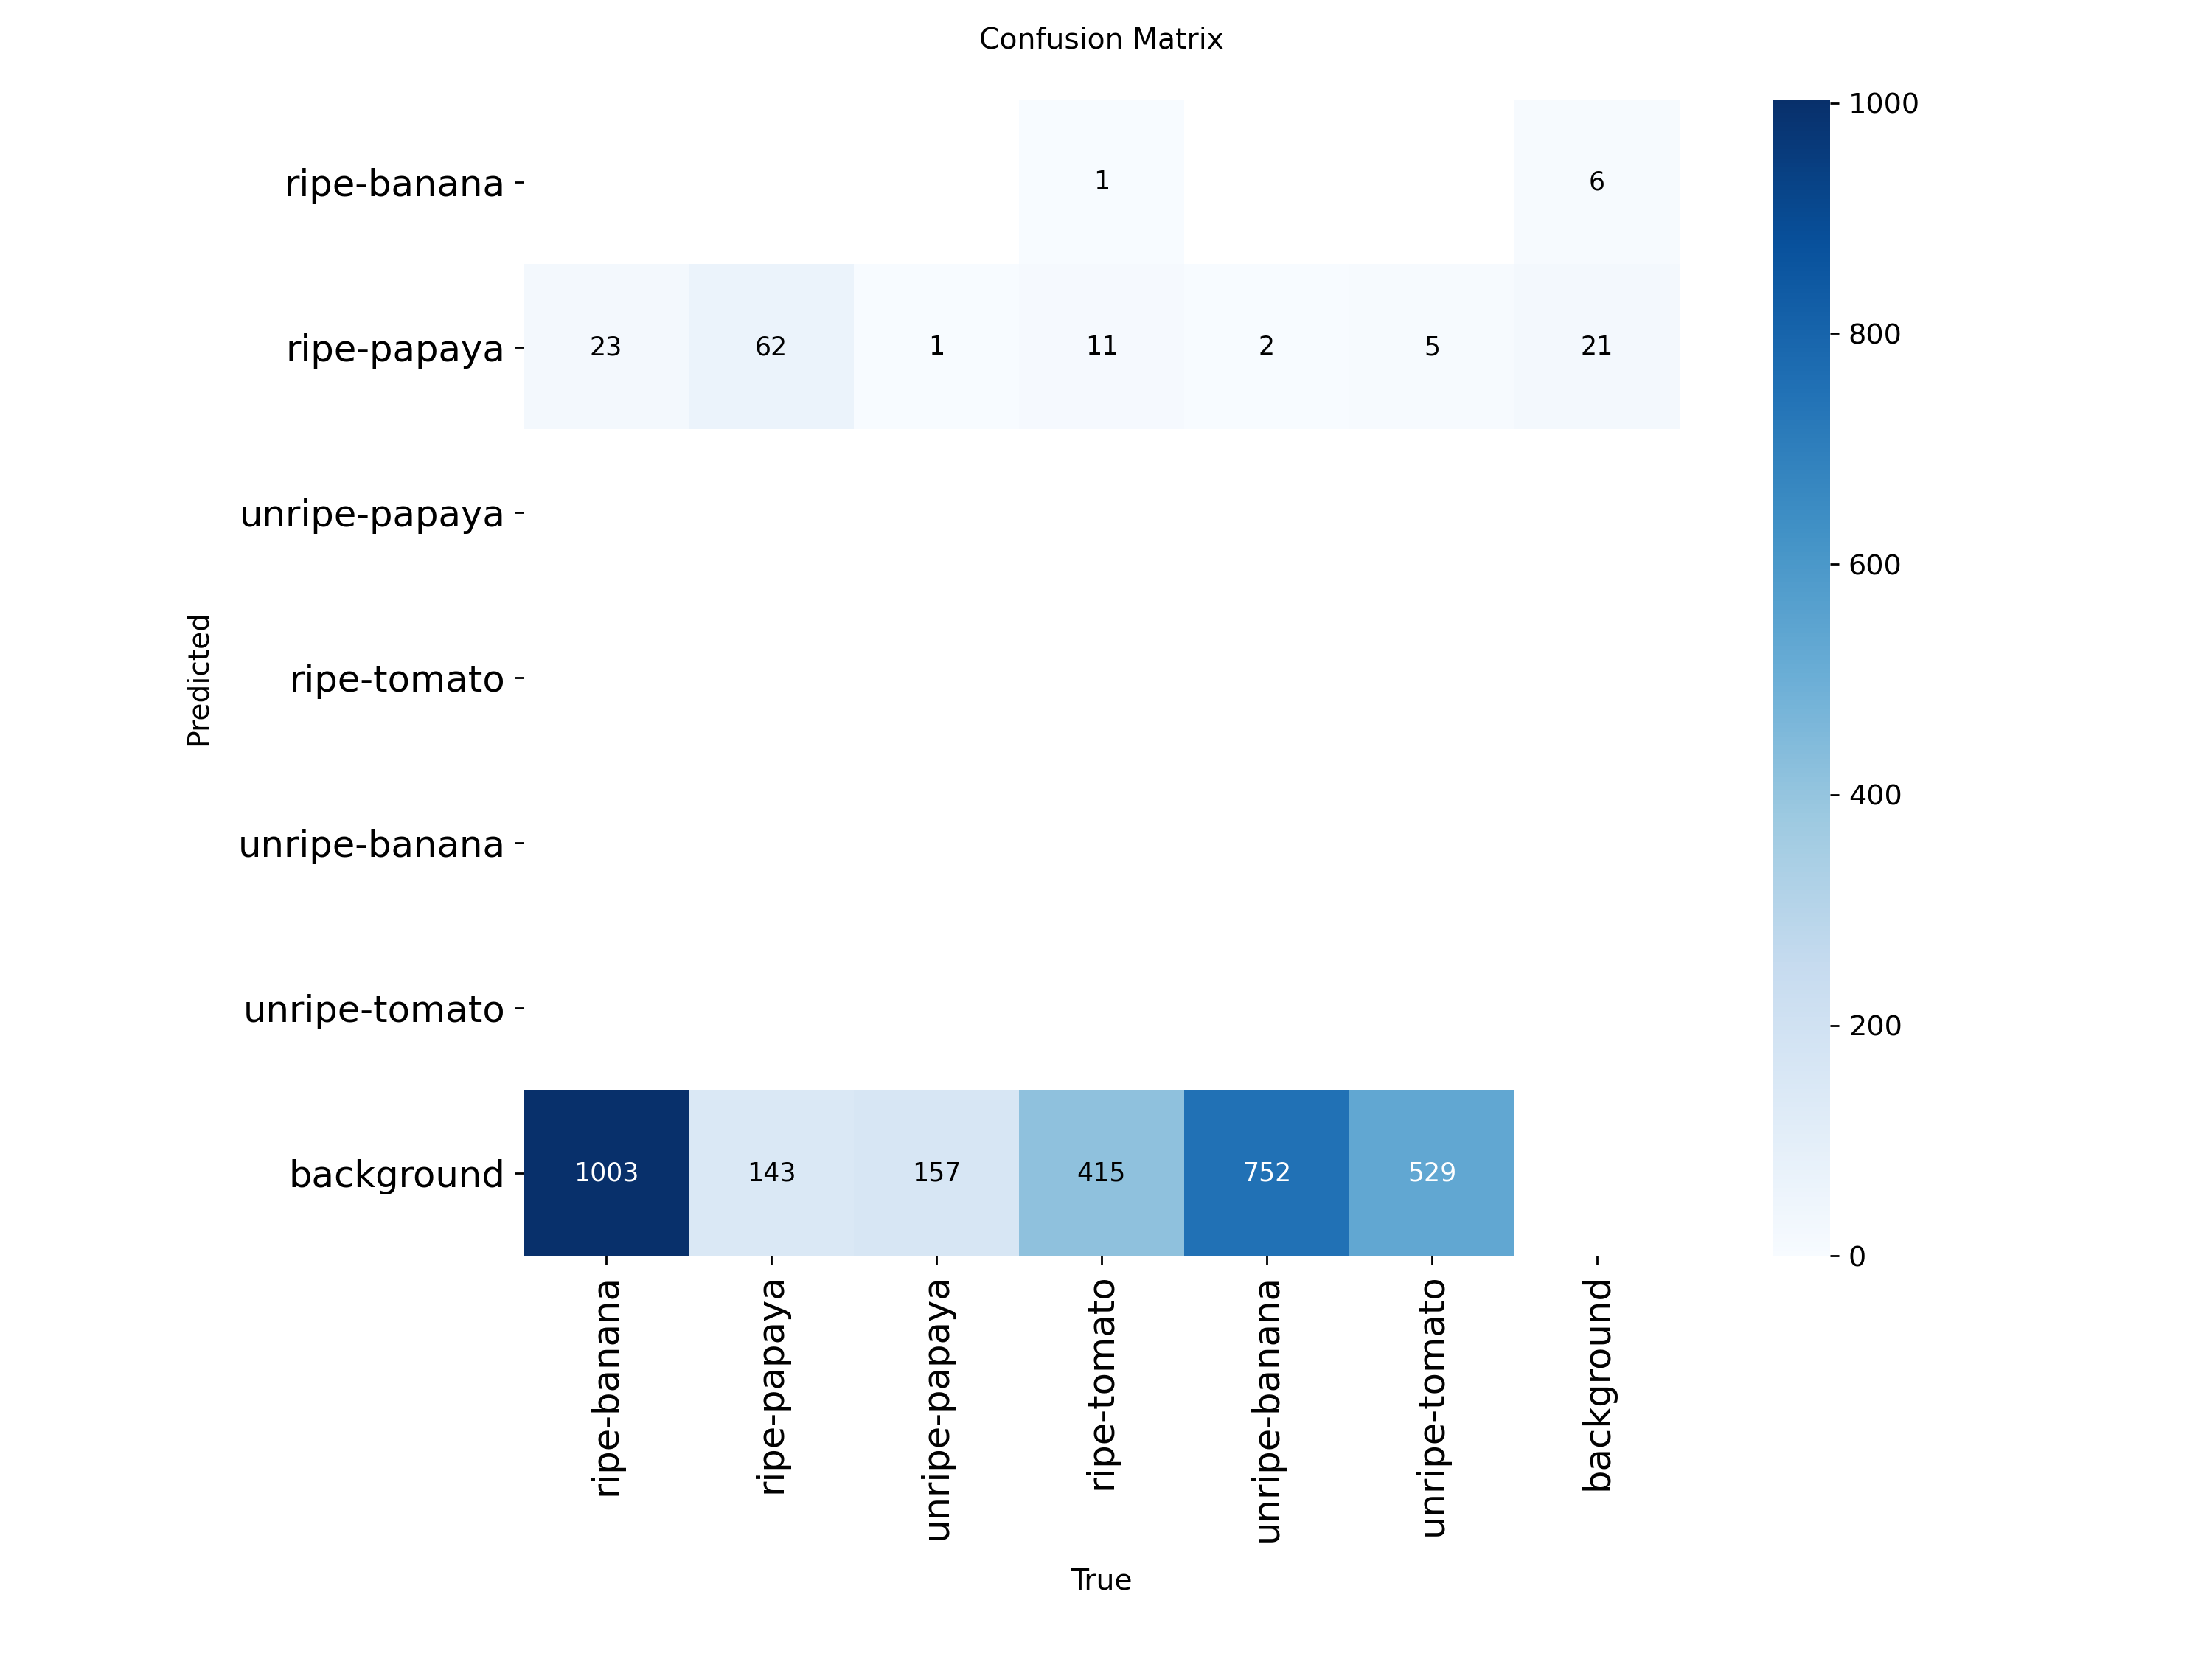 Confusion Matrix
ripe-banana 1 6
ripe-papaya 23 62 1 11 2 5 21
unripe-papaya
ripe-tomato
unripe-banana
unripe-tomato
background 1003 143 157 415 752 529
Predicted
ripe-banana ripe-papaya unripe-papaya ripe-tomato unripe-banana unripe-tomato background
True
1000
800
600
400
200
0